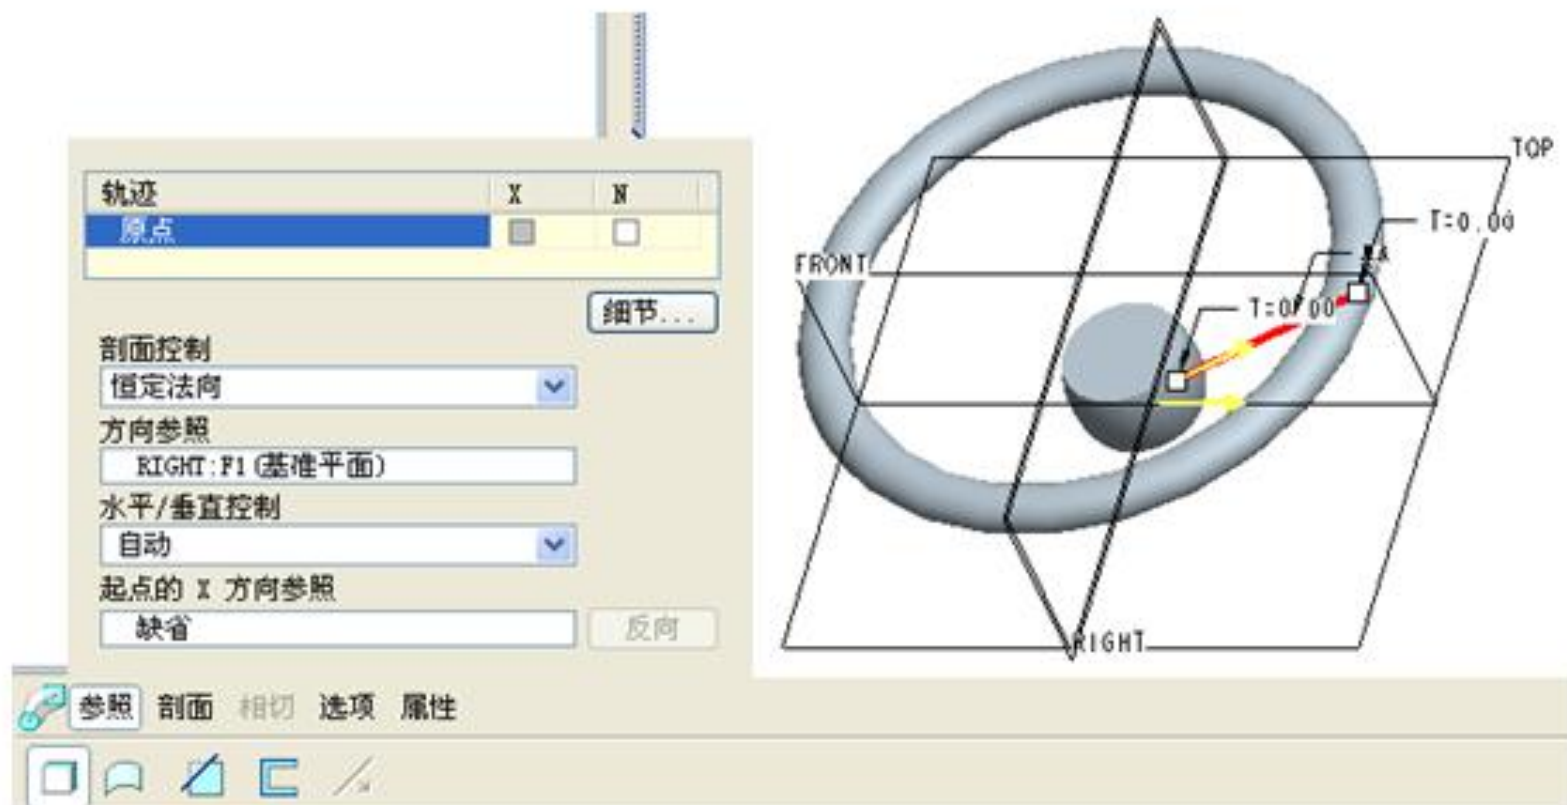 轨迹 X N
原点
细节...
剖面控制
恒定法向
方向参照
RIGHT:F1(基准平面)
水平/垂直控制
自动
起点的 X 方向参照
缺省 反向
参照 剖面 相切 选项 属性
TOP
T=0.00
FRONT
T=0.00
RIGHT